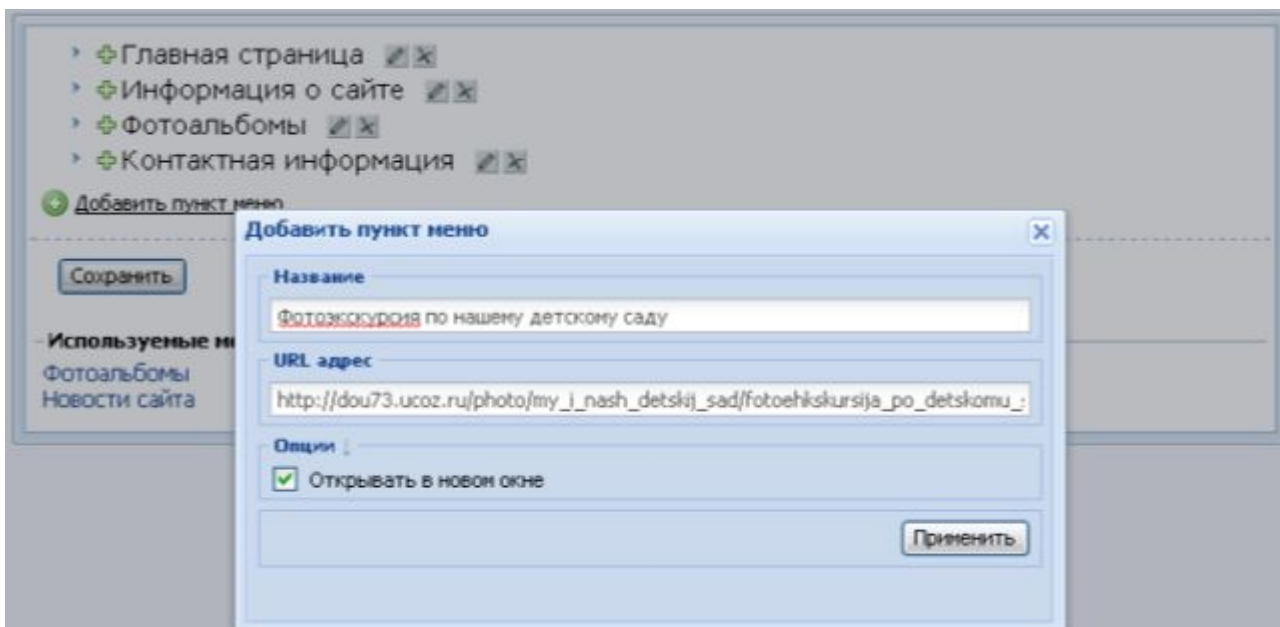 Главная страница
Информация о сайте
Фотоальбомы
Контактная информация
Добавить пункт меню
Добавить пункт меню
Название
Сохранить
Фотоэкскурсия по нашему детскому саду
Используемые
URL адрес
Фотоальбомы
http://dou73.ucoz.ru/photo/my_i_nash_detskij_sad/fotoehkskursija_po_detskomu_
Новости сайта
Опции
Открывать в новом окне
Применить